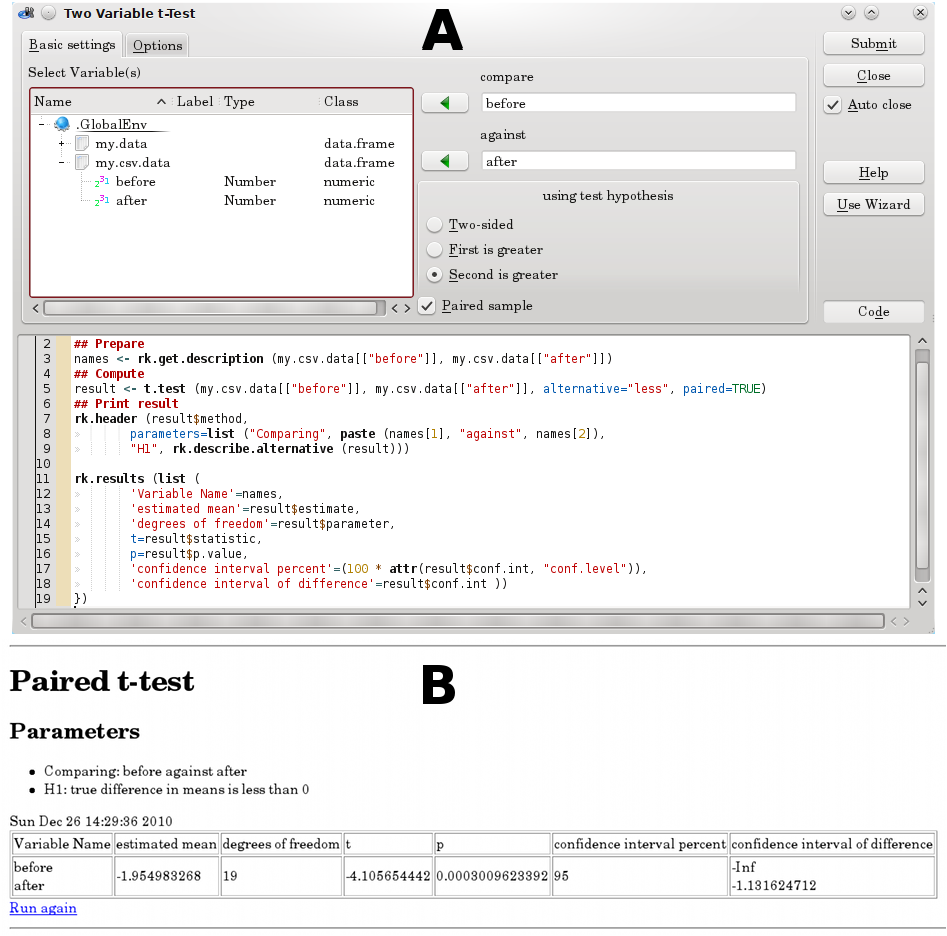 Two Variable t-Test
A
Basic settings Options
Submit
Select Variable(s)
Close
Auto close
Name Label Type Class
.GlobalEnv
my.data data.frame
my.csv.data data.frame
before Number numeric
after Number numeric
compare
before
against
after
using test hypothesis
Two-sided
First is greater
Second is greater
Paired sample
Help
Use Wizard
Code
2 ## Prepare
3 names <- rk.get.description (my.csv.data[["before"]], my.csv.data[["after"]])
4 ## Compute
5 result <- t.test (my.csv.data[["before"]], my.csv.data[["after"]], alternative="less", paired=TRUE)
6 ## Print result
7 rk.header (result$method,
8 parameters=list ("Comparing", paste (names[1], "against", names[2]),
9 "H1", rk.describe.alternative (result)))
10
11 rk.results (list (
12 'Variable Name'=names,
13 'estimated mean'=result$estimate,
14 'degrees of freedom'=result$parameter,
15 t=result$statistic,
16 p=result$p.value,
17 'confidence interval percent'=(100 * attr(result$conf.int, "conf.level")),
18 'confidence interval of difference'=result$conf.int ))
19 })
B
Paired t-test
Parameters
• Comparing: before against after
• H1: true difference in means is less than 0
Sun Dec 26 14:29:36 2010
Variable Name estimated mean degrees of freedom t p confidence interval percent confidence interval of difference
before
after
-1.954983268 19 -4.105654442 0.0003009623392 95
-Inf
-1.131624712
Run again